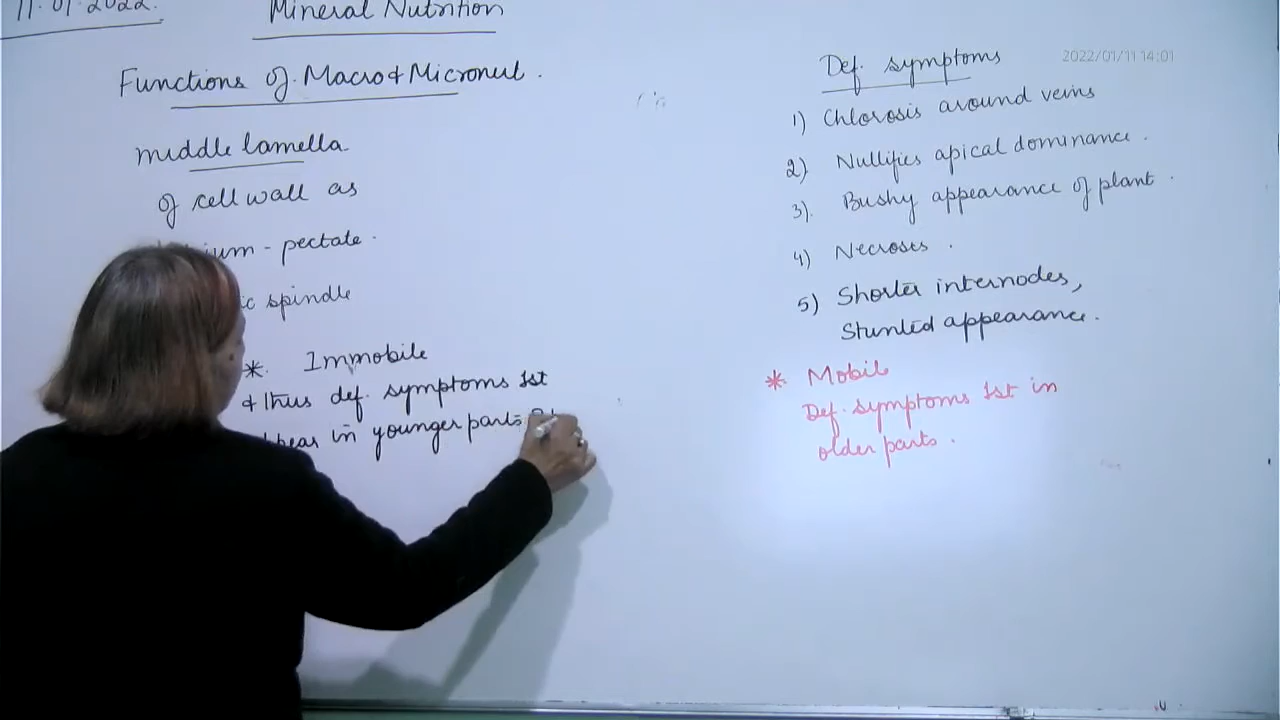 11.01.2022.
Mineral Nutrition
Functions of Macro & Micronut.
middle lamella
of cell wall as
ium - pectate.
ic spindle
*. Immobile
& thus def. symptoms 1st
in younger parts
Def. symptoms
2022/01/11 14:01
1) Chlorosis around veins
2) Nullifies apical dominance.
3). Bushy appearance of plant.
4) Necroses.
5) Shorter internodes,
Stunted appearance.
* Mobile
Def. symptoms 1st in
older parts.